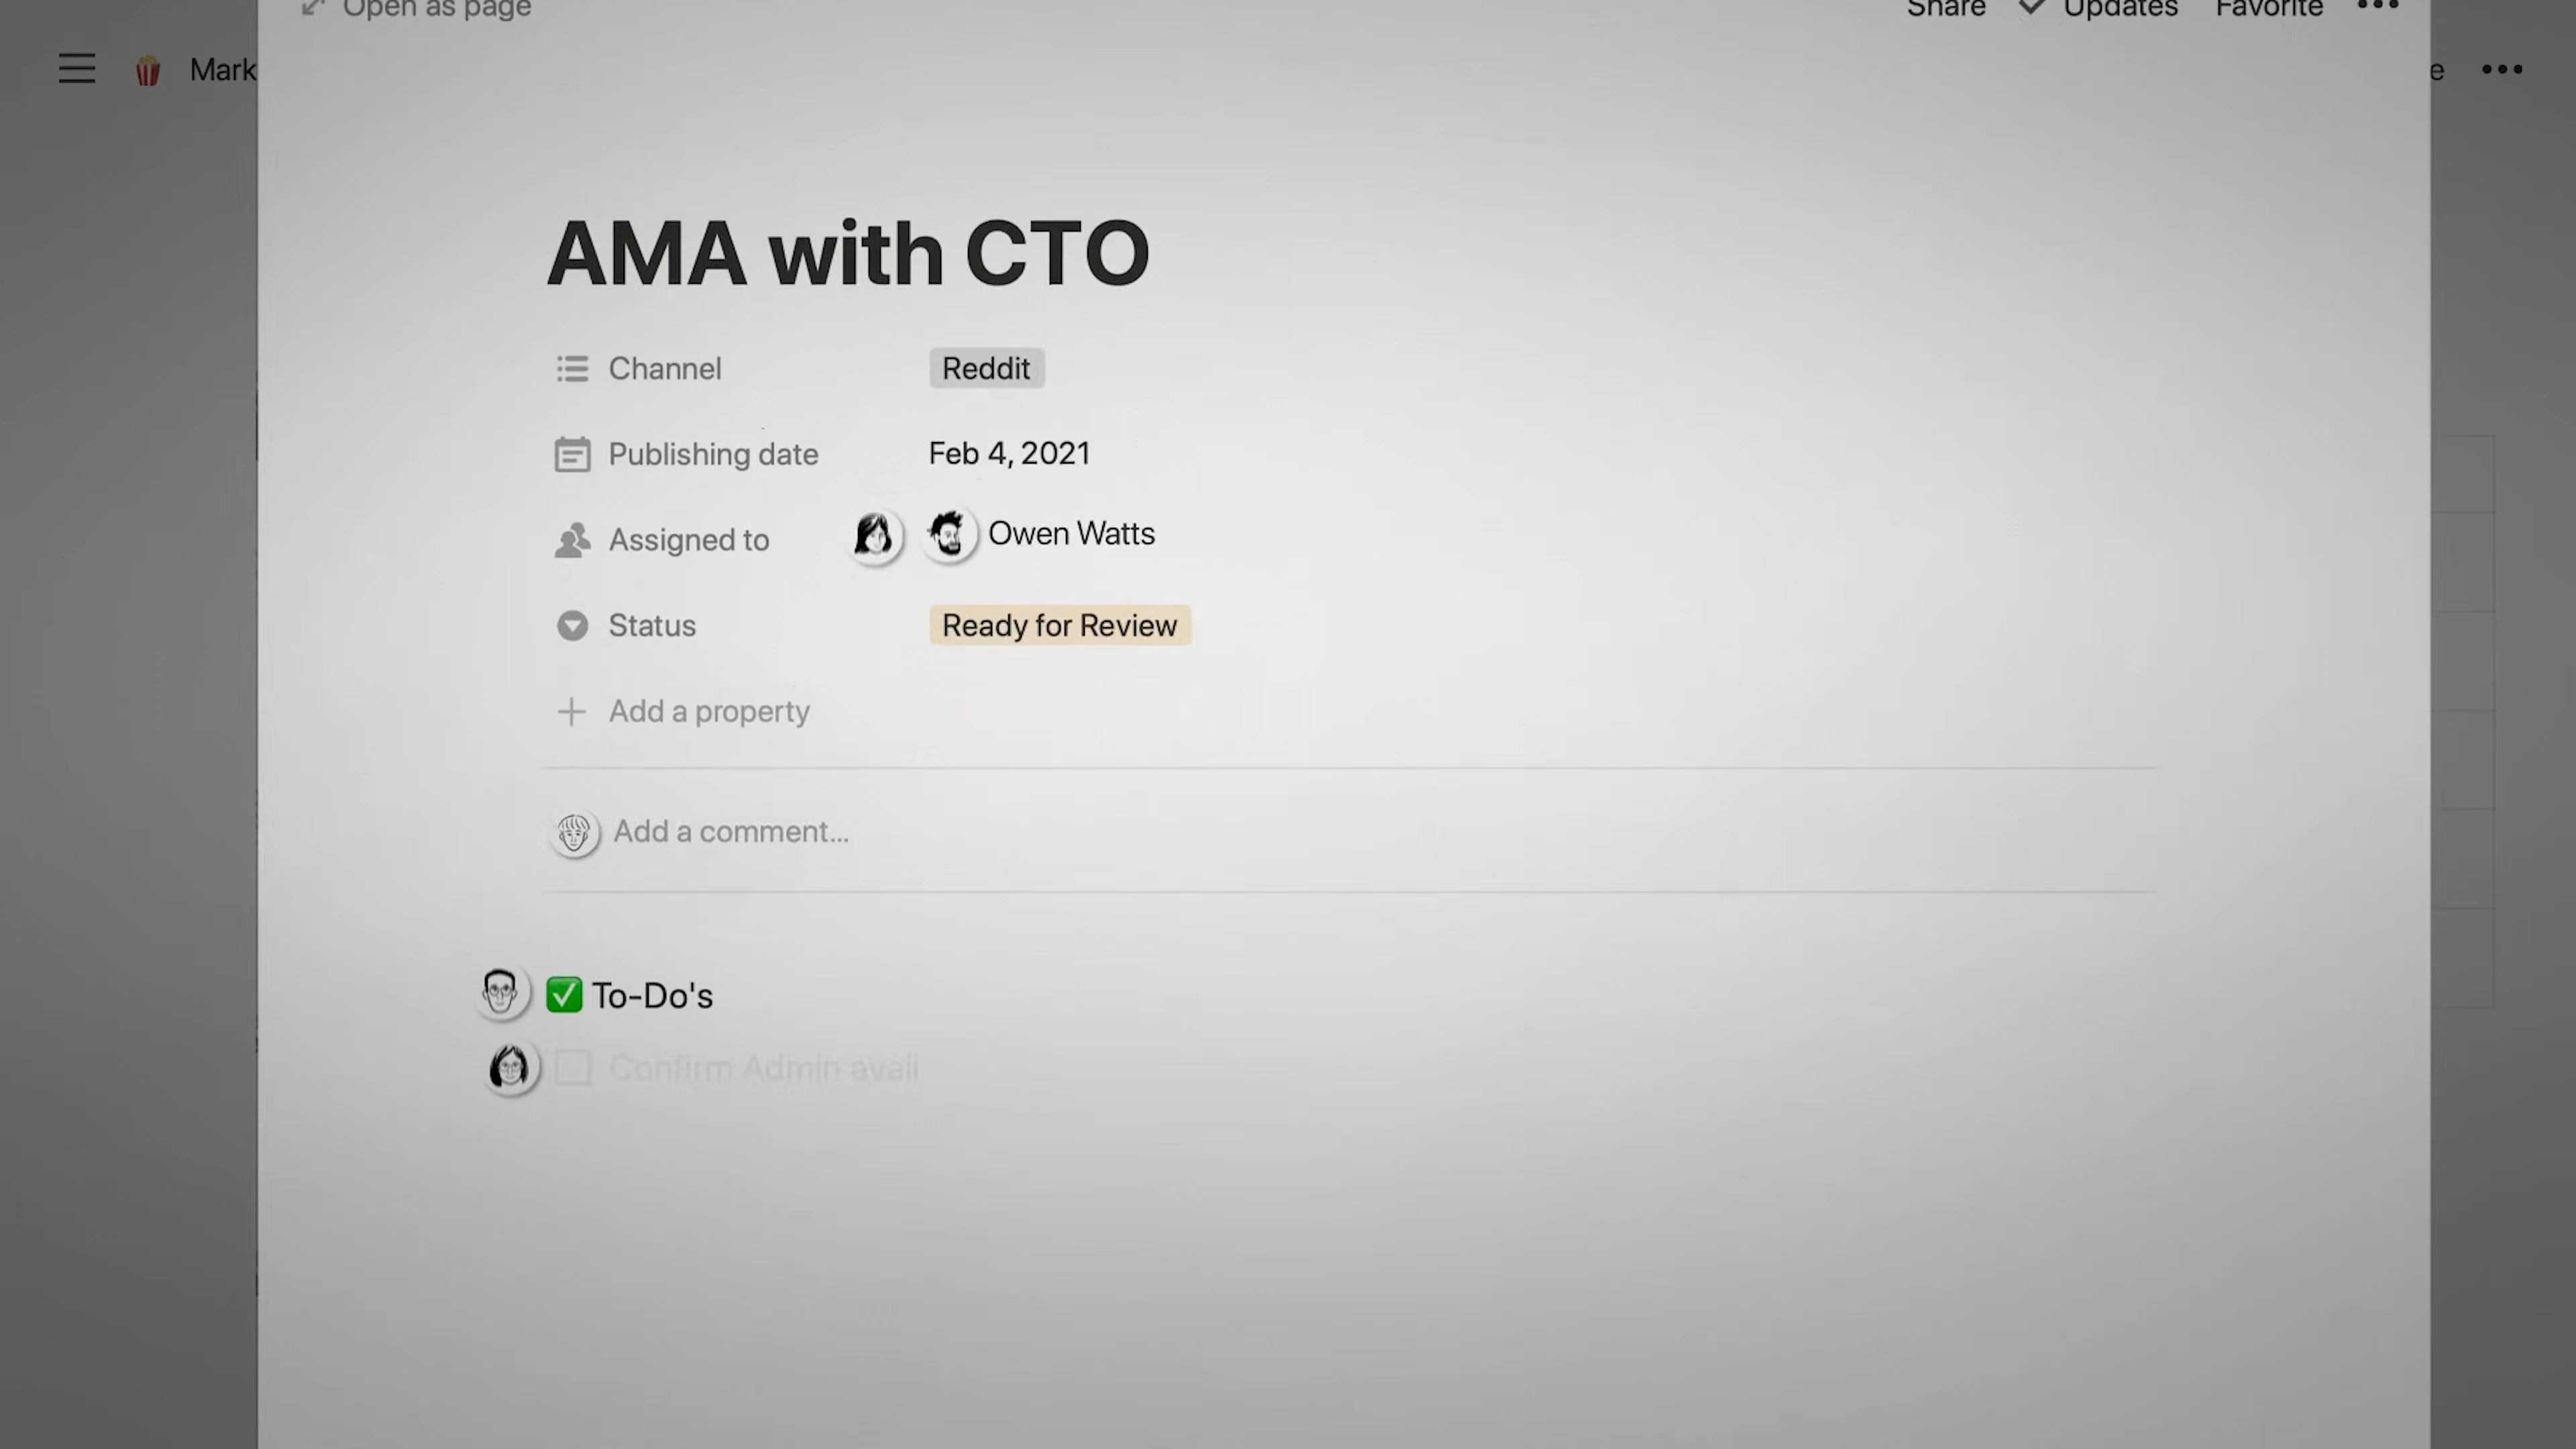 Open as page
Share Updates Favorite
Mark
e
AMA with CTO
Channel Reddit
Publishing date Feb 4, 2021
Assigned to Owen Watts
Status Ready for Review
Add a property
Add a comment...
To-Do's
Confirm Admin avail